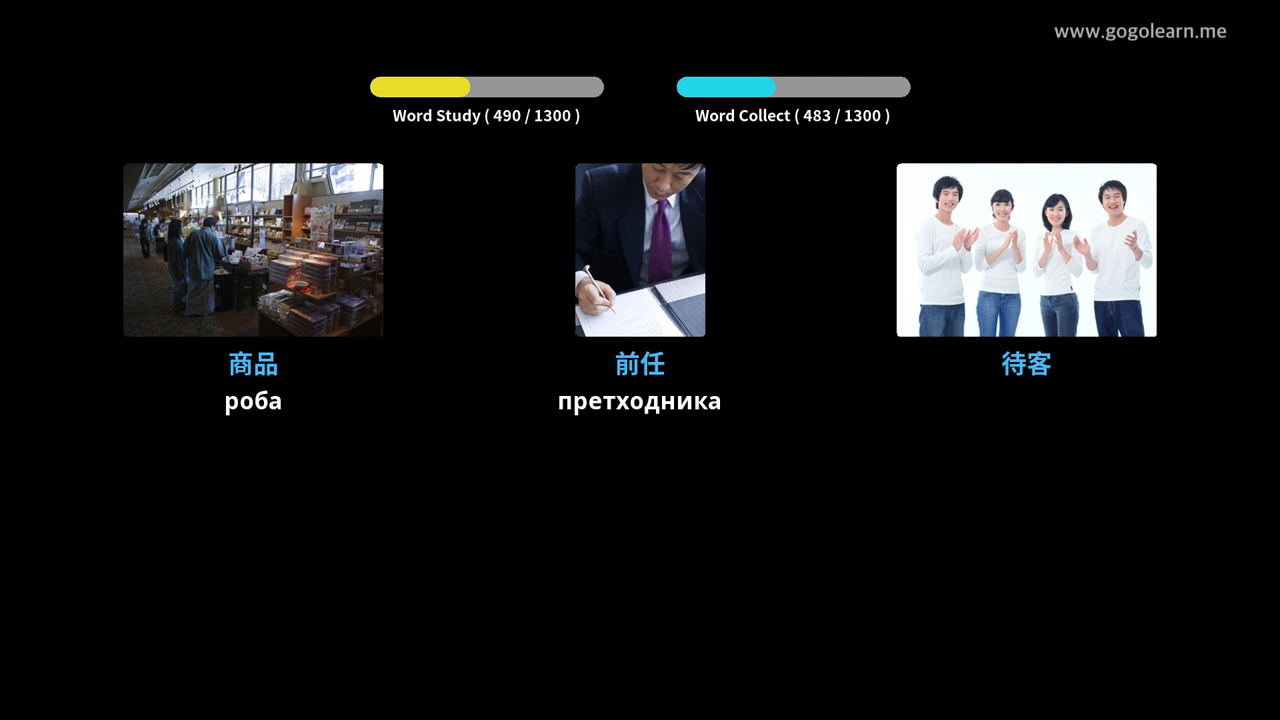 www.gogolearn.me
Word Study ( 490 / 1300 )
Word Collect ( 483 / 1300 )
商品
роба
前任
претходника
待客